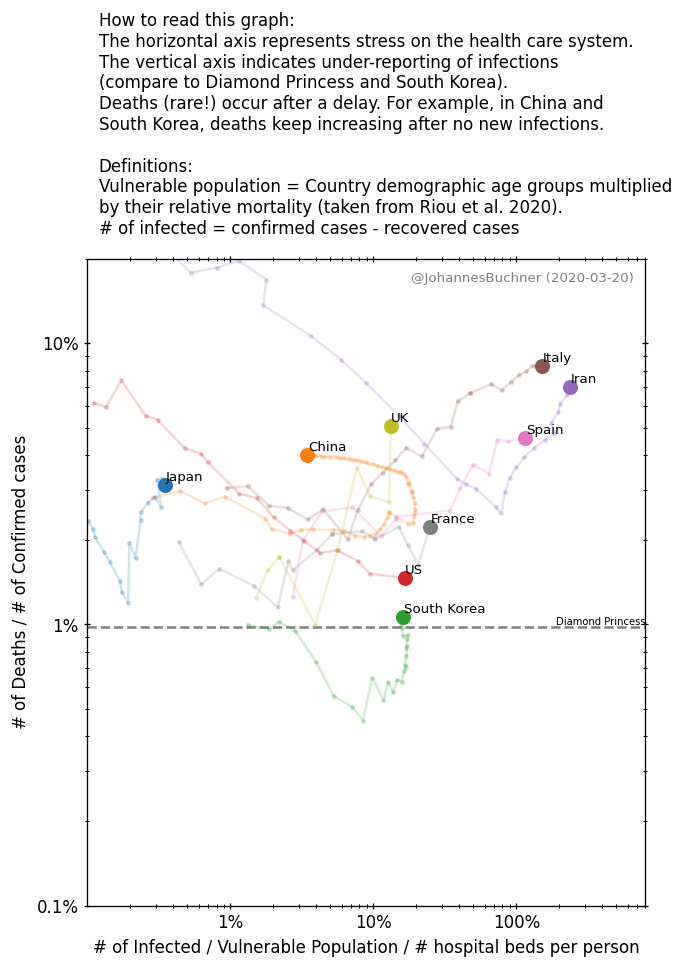 How to read this graph:
The horizontal axis represents stress on the health care system.
The vertical axis indicates under-reporting of infections
(compare to Diamond Princess and South Korea).
Deaths (rare!) occur after a delay. For example, in China and
South Korea, deaths keep increasing after no new infections.
Definitions:
Vulnerable population = Country demographic age groups multiplied
by their relative mortality (taken from Riou et al. 2020).
# of infected = confirmed cases - recovered cases
@JohannesBuchner (2020-03-20)
10%
Italy
Iran
UK
Spain
China
Japan
France
US
South Korea
1%
Diamond Princess
# of Deaths / # of Confirmed cases
0.1%
1%
10%
100%
# of Infected / Vulnerable Population / # hospital beds per person